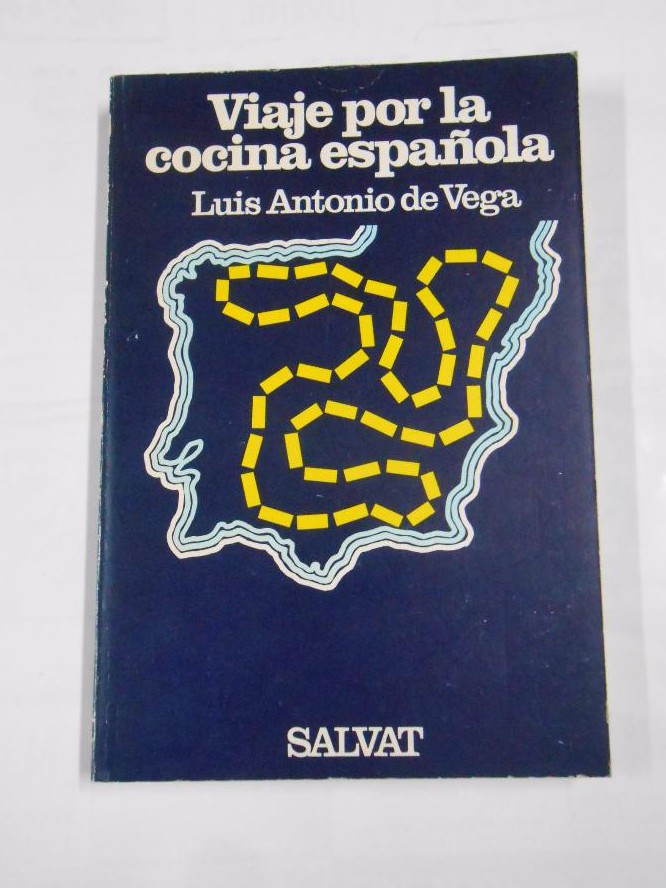 Viaje por la
cocina española
Luis Antonio de Vega
SALVAT